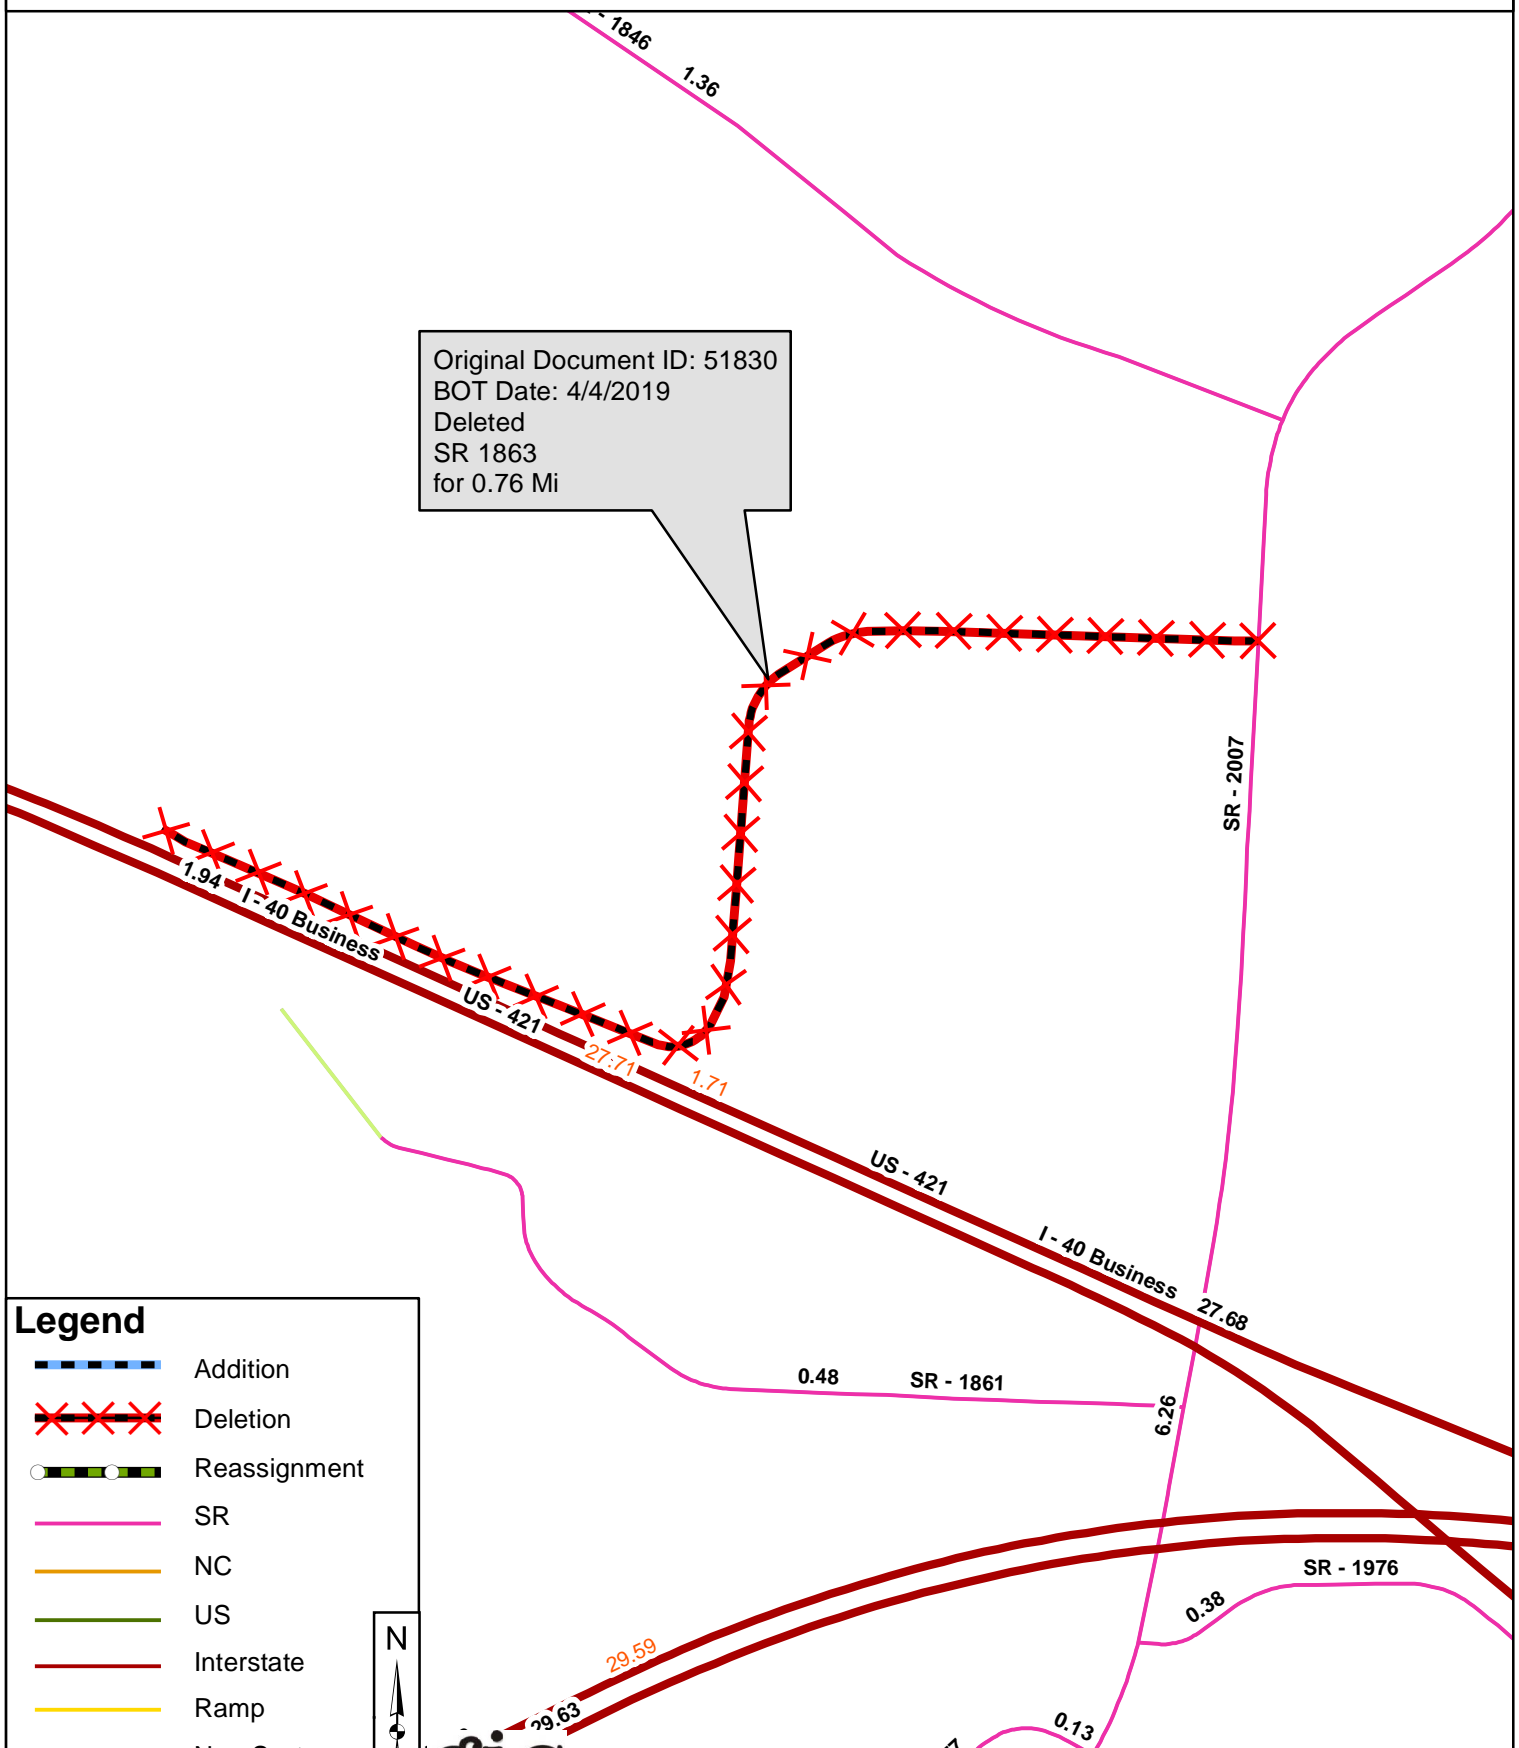 - 1846
1.36
Original Document ID: 51830
BOT Date: 4/4/2019
Deleted
SR 1863
for 0.76 Mi
SR - 2007
1.94
I - 40 Business
US - 421
27.71
1.71
US - 421
I - 40 Business
27.68
0.48
SR - 1861
6.26
SR - 1976
0.38
29.59
29.63
0.13
Legend
Addition
Deletion
Reassignment
SR
NC
US
Interstate
Ramp
N